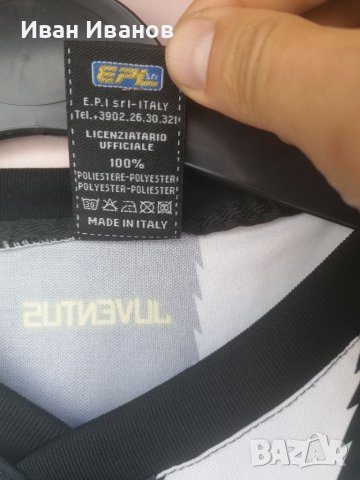 Иван Иванов
EPI s.r.l
E.P.I srl-ITALY
Tel.+3902.26.30.321
LICENZIATARIO
UFFICIALE
100%
POLIESTERE-POLYESTER
POLYESTER-POLIESTER
MADE IN ITALY
JUVENTUS
BAZAR